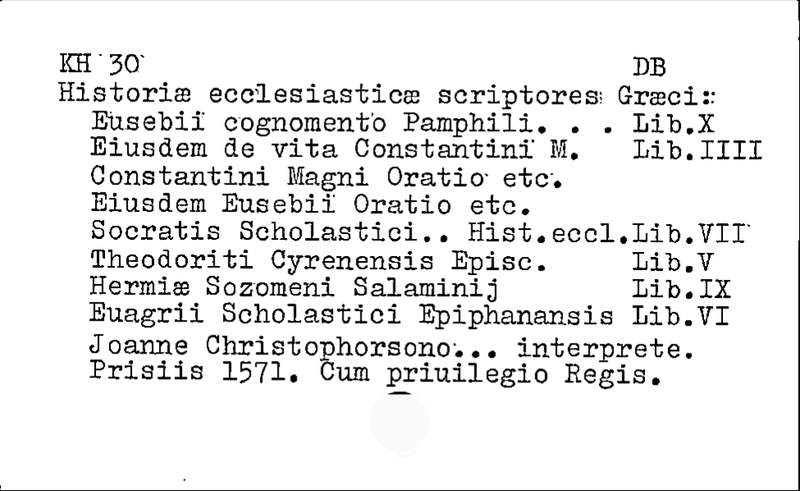 KH 30 DB
Historiæ ecclesiasticæ scriptores Græci::
Eusebii cognomento Pamphili. . . Lib.X
Eiusdem de vita Constantini M. Lib.IIII
Constantini Magni Oratio etc.
Eiusdem Eusebii Oratio etc.
Socratis Scholastici.. Hist.eccl.Lib.VII
Theodoriti Cyrenensis Episc. Lib.V
Hermiæ Sozomeni Salaminij Lib.IX
Euagrii Scholastici Epiphanansis Lib.VI
Joanne Christophorsono... interprete.
Prisiis 1571. Cum priuilegio Regis.